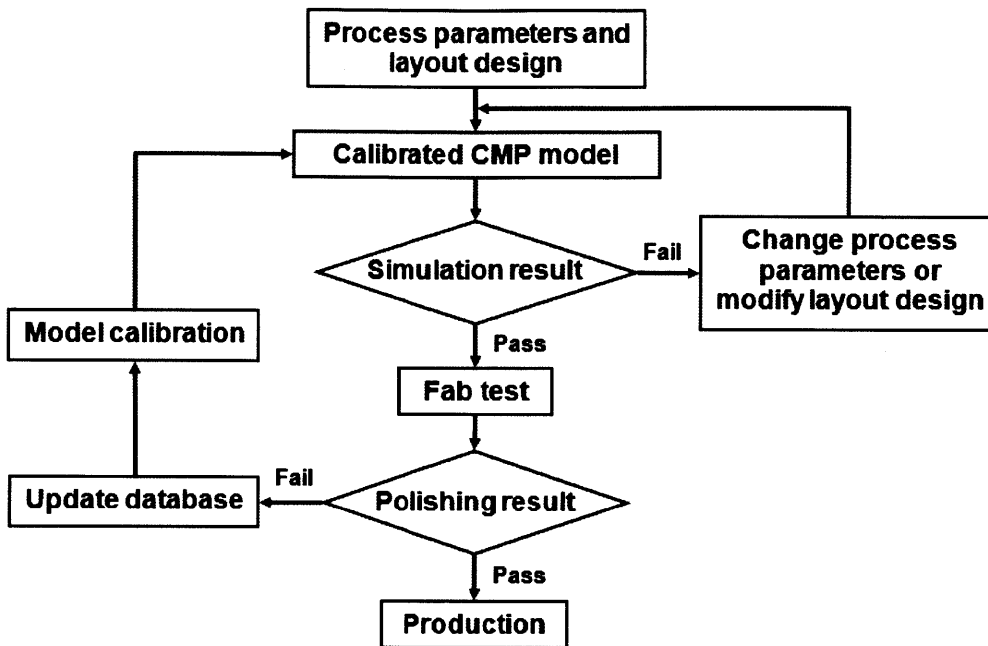 Process parameters and
layout design
Calibrated CMP model
Simulation result
Fail
Change process
parameters or
modify layout design
Model calibration
Pass
Fab test
Fail
Update database
Polishing result
Pass
Production